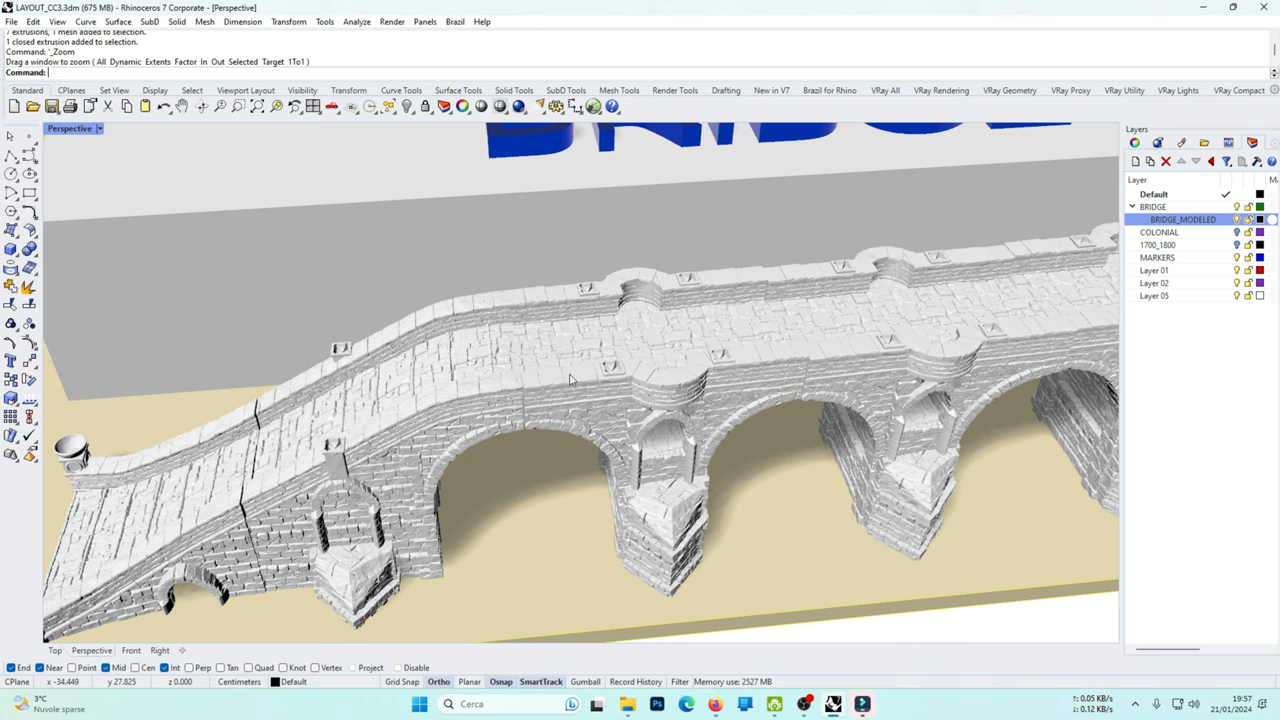 LAYOUT_CC3.3dm (675 MB) - Rhinoceros 7 Corporate - [Perspective]
File Edit View Curve Surface SubD Solid Mesh Dimension Transform Tools Analyze Render Panels Brazil Help
7 extrusions, 1 mesh added to selection.
1 closed extrusion added to selection.
Command: '_Zoom
Drag a window to zoom ( All Dynamic Extents Factor In Out Selected Target 1To1 )
Command:
Standard CPlanes Set View Display Select Viewport Layout Visibility Transform Curve Tools Surface Tools Solid Tools SubD Tools Mesh Tools Render Tools Drafting New in V7 Brazil for Rhino VRay All VRay Rendering VRay Geometry VRay Proxy VRay Utility VRay Lights VRay Compact
Perspective
Layers
Layer
Default
BRIDGE
BRIDGE_MODELED
COLONIAL
1700_1800
MARKERS
Layer 01
Layer 02
Layer 05
Top Perspective Front Right
End Near Point Mid Cen Int Perp Tan Quad Knot Vertex Project Disable
CPlane x -34.449 y 27.825 z 0.000 Centimeters Default Grid Snap Ortho Planar Osnap SmartTrack Gumball Record History Filter Memory use: 2527 MB
3°C
Nuvole sparse
Cerca
↑: 0.05 KB/s
↓: 0.12 KB/s
19:57
21/01/2024